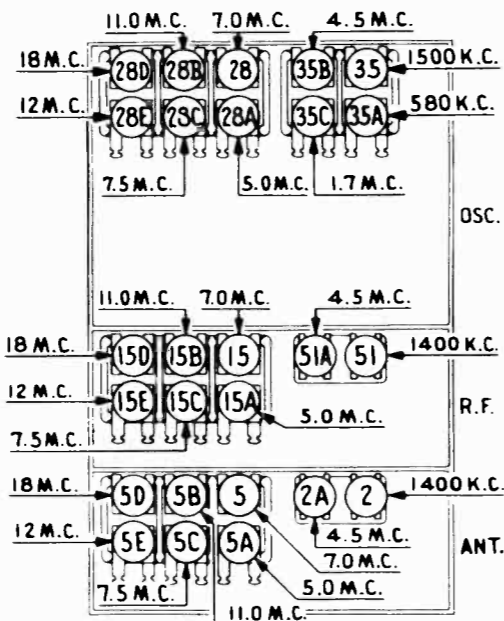 11.0 M.C. 7.0 M.C. 4.5 M.C.
18 M.C. 28D 28B 28 35B 35 1500 K.C.
12 M.C. 28E 28C 28A 35C 35A 580 K.C.
7.5 M.C. 5.0 M.C. 1.7 M.C.
OSC.
11.0 M.C. 7.0 M.C. 4.5 M.C.
18 M.C. 15D 15B 15 51A 51 1400 K.C.
12 M.C. 15E 15C 15A 5.0 M.C. R.F.
7.5 M.C.
18 M.C. 5D 5B 5 2A 2 1400 K.C.
4.5 M.C.
12 M.C. 5E 5C 5A 7.0 M.C. ANT.
7.5 M.C. 5.0 M.C.
11.0 M.C.